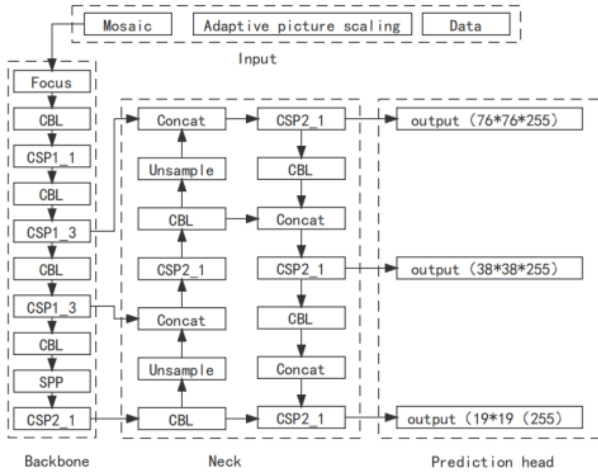 Mosaic
Adaptive picture scaling
Data
Input
Focus
CBL
CSP1_1
CBL
CSP1_3
CBL
CSP1_3
CBL
SPP
CSP2_1
Backbone
Concat
Unsample
CBL
CSP2_1
Concat
Unsample
CBL
CSP2_1
CBL
Concat
CSP2_1
CBL
Concat
CSP2_1
Neck
output (76*76*255)
output (38*38*255)
output (19*19 (255)
Prediction head